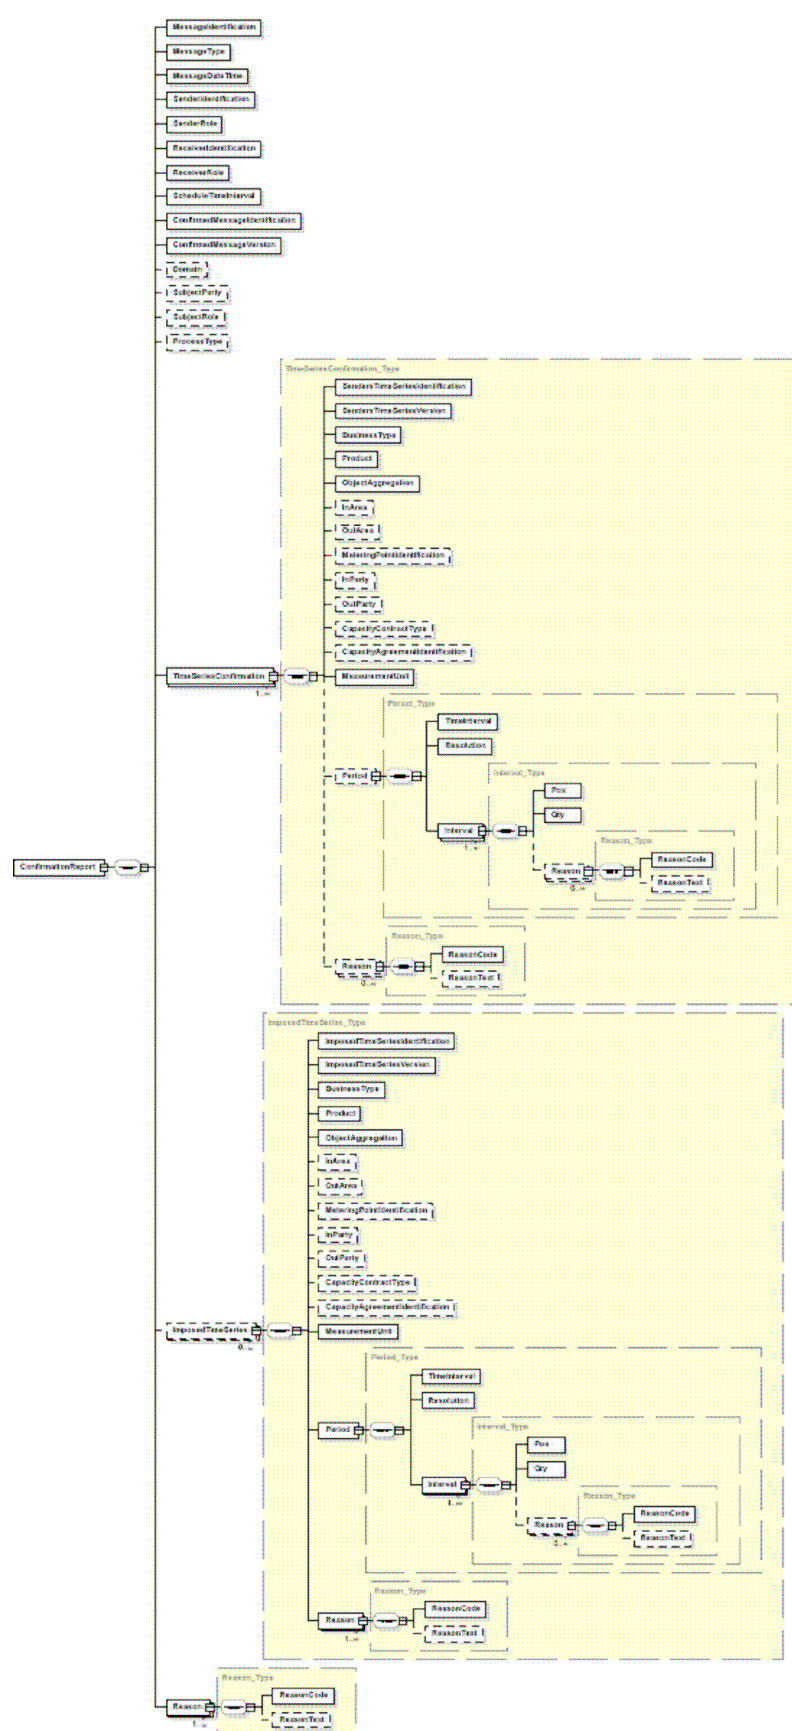 MessageIdentification
MessageType
MessageDateTime
SenderIdentification
SenderRole
ReceiverIdentification
ReceiverRole
ScheduleTimeInterval
ConfirmedMessageIdentification
ConfirmedMessageVersion
Domain
SubjectParty
SubjectRole
ProcessType
TimeSeriesConfirmation_Type
SendersTimeSeriesIdentification
SendersTimeSeriesVersion
BusinessType
Product
ObjectAggregation
InArea
OutArea
MeteringPointIdentification
InParty
OutParty
CapacityContractType
CapacityAgreementIdentification
TimeSeriesConfirmation
MeasurementUnit
1..∞
Period_Type
TimeInterval
Resolution
Interval_Type
Period
Pos
Qty
Interval
1..∞
Reason_Type
ReasonCode
ConfirmationReport
Reason
ReasonText
0..∞
Reason_Type
ReasonCode
Reason
ReasonText
0..∞
ImposedTimeSeries_Type
ImposedTimeSeriesIdentification
ImposedTimeSeriesVersion
BusinessType
Product
ObjectAggregation
InArea
OutArea
MeteringPointIdentification
InParty
OutParty
CapacityContractType
CapacityAgreementIdentification
ImposedTimeSeries
MeasurementUnit
0..∞
Period_Type
TimeInterval
Resolution
Interval_Type
Period
Pos
Qty
Interval
1..∞
Reason_Type
ReasonCode
Reason
ReasonText
0..∞
Reason_Type
ReasonCode
Reason
ReasonText
1..∞
Reason_Type
ReasonCode
Reason
ReasonText
1..∞